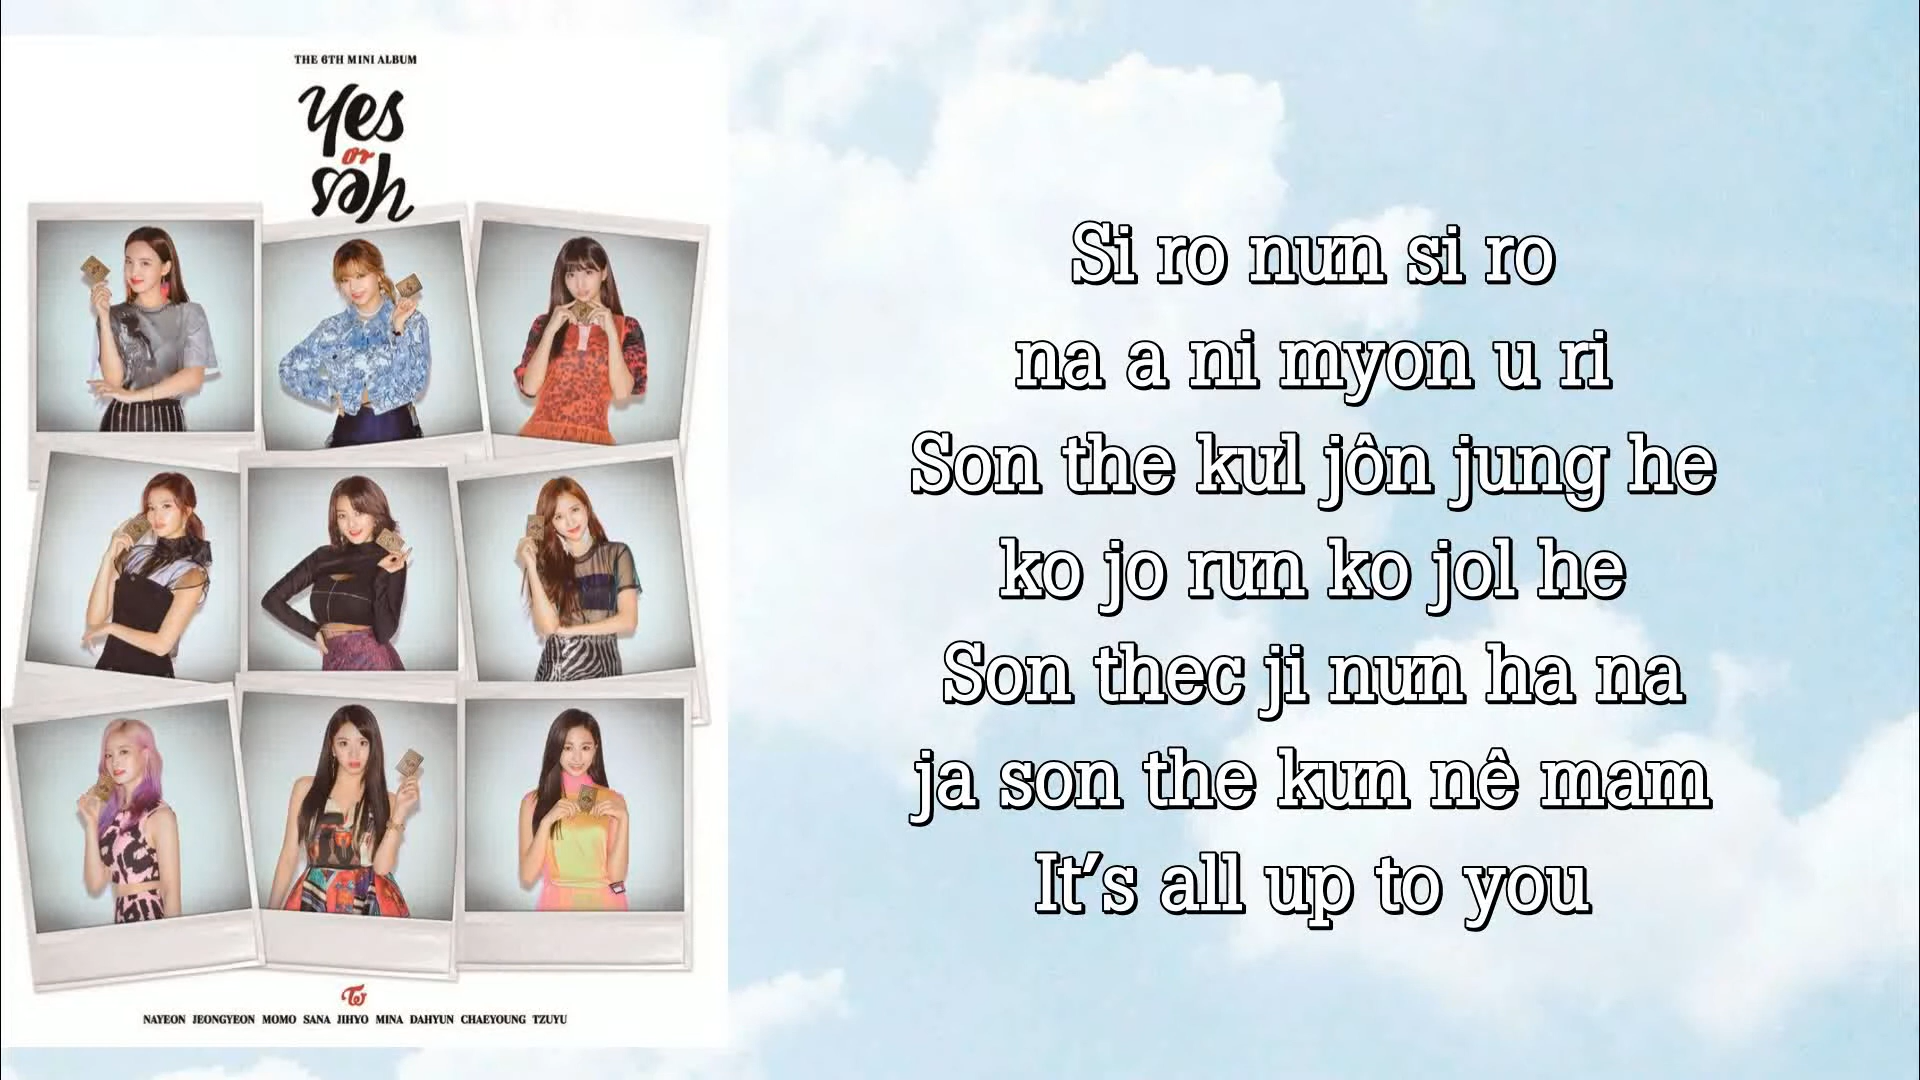 THE 6TH MINI ALBUM
Yes
or
Yes
NAYEON JEONGYEON MOMO SANA JIHYO MINA DAHYUN CHAEYOUNG TZUYU
Si ro nưn si ro
na a ni myon u ri
Son the kưl jôn jung he
ko jo rưn ko jol he
Son thec ji nưn ha na
ja son the kưn nê mam
It's all up to you